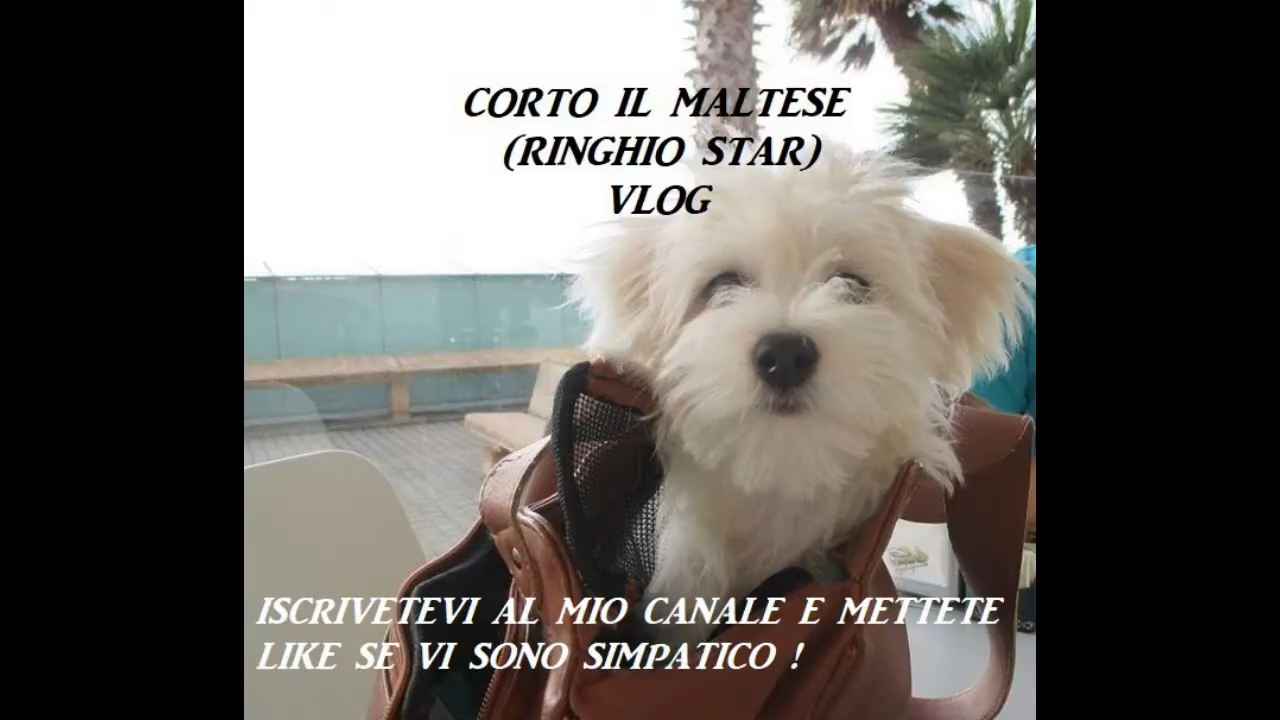 CORTO IL MALTESE
(RINGHIO STAR)
VLOG
ISCRIVETEVI AL MIO CANALE E METTETE
LIKE SE VI SONO SIMPATICO !